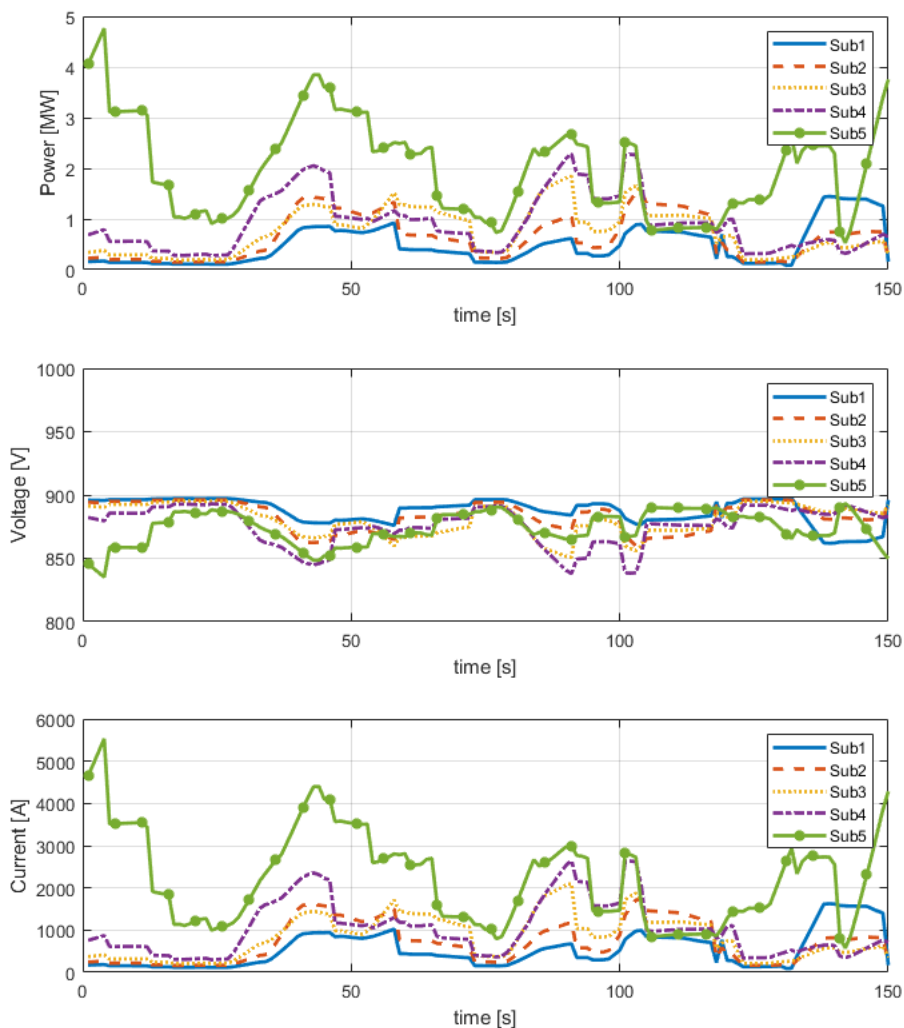 5
4
3
2
1
0
Power [MW]
0
50
100
150
time [s]
Sub1
Sub2
Sub3
Sub4
Sub5
1000
950
900
850
800
Voltage [V]
0
50
100
150
time [s]
Sub1
Sub2
Sub3
Sub4
Sub5
6000
5000
4000
3000
2000
1000
0
Current [A]
0
50
100
150
time [s]
Sub1
Sub2
Sub3
Sub4
Sub5